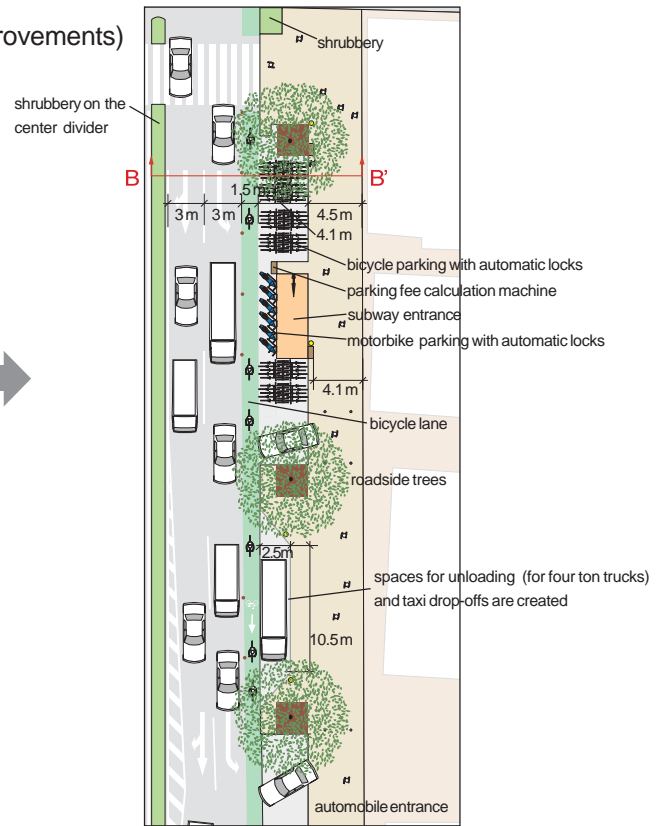 rovements)
shrubbery
shrubbery on the
center divider
B
B'
1.5m
3m
3m
4.5m
4.1m
bicycle parking with automatic locks
parking fee calculation machine
subway entrance
motorbike parking with automatic locks
4.1m
bicycle lane
roadside trees
2.5m
spaces for unloading (for four ton trucks)
and taxi drop-offs are created
10.5m
automobile entrance